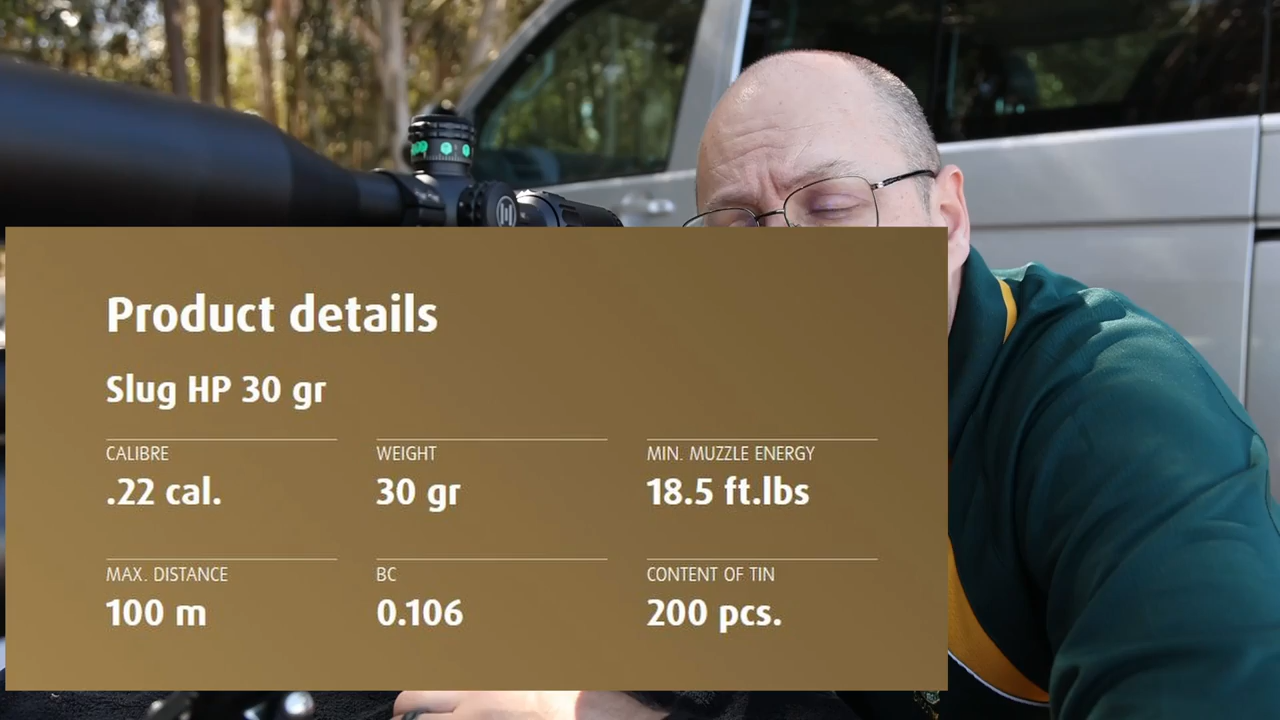 Product details
Slug HP 30 gr
CALIBRE WEIGHT MIN. MUZZLE ENERGY
.22 cal. 30 gr 18.5 ft.lbs
MAX. DISTANCE BC CONTENT OF TIN
100 m 0.106 200 pcs.